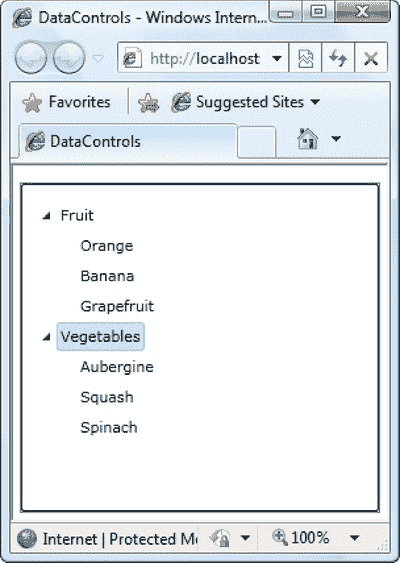 DataControls - Windows Intern...
http://localhost
Favorites
Suggested Sites
DataControls
Fruit
Orange
Banana
Grapefruit
Vegetables
Aubergine
Squash
Spinach
Internet | Protected Mo
100%